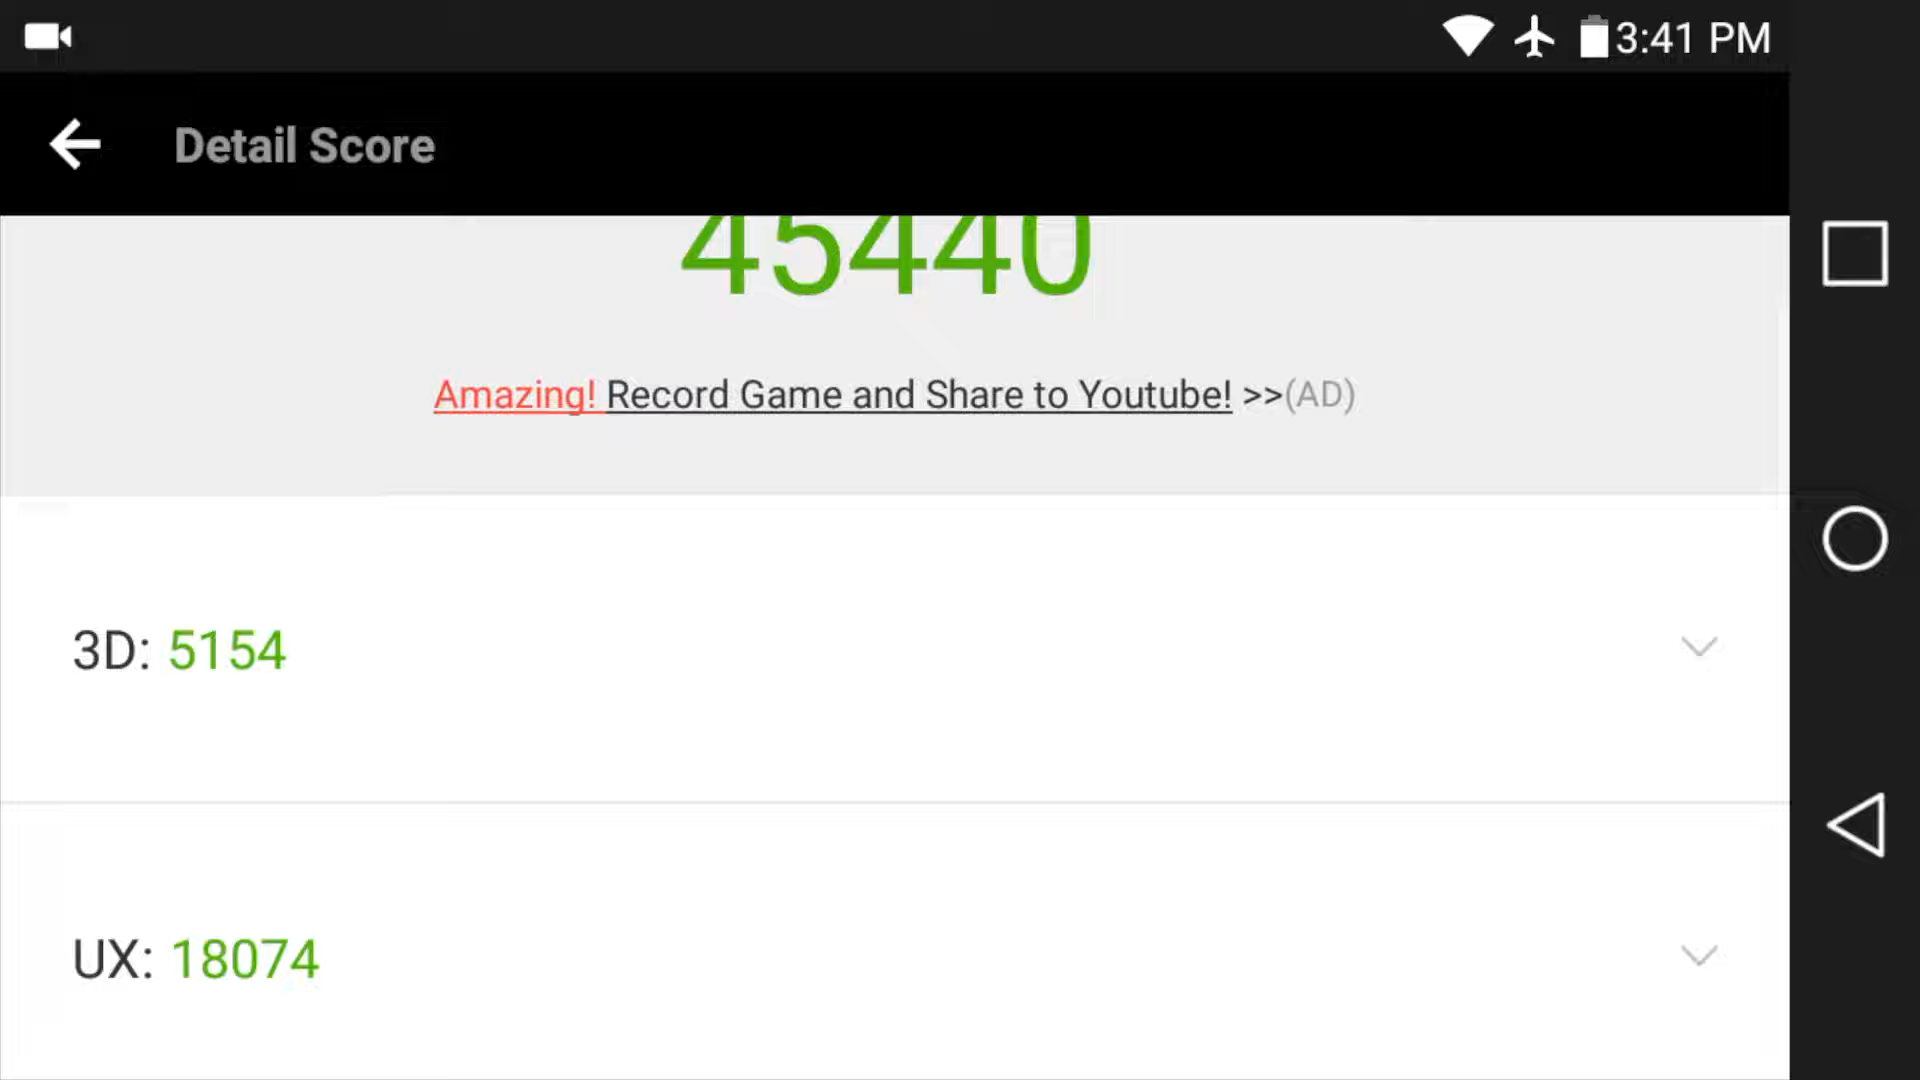 3:41 PM
Detail Score
45440
Amazing! Record Game and Share to Youtube! >>(AD)
3D: 5154
UX: 18074